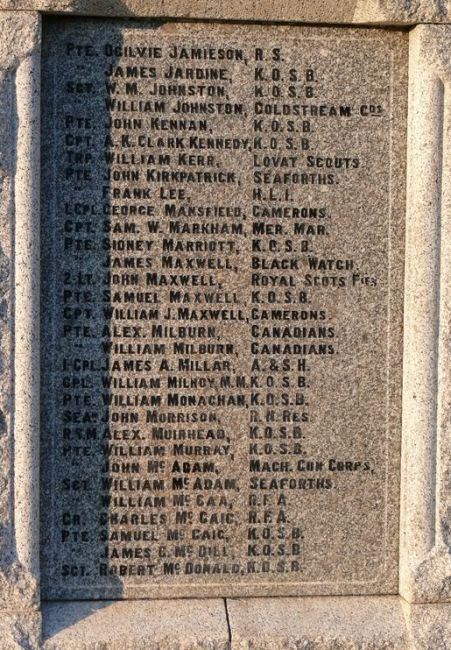 PTE. OGILVIE JAMIESON, R.S.
" JAMES JARDINE, K.O.S.B.
SGT. W.M. JOHNSTON, K.O.S.B.
" WILLIAM JOHNSTON, COLDSTREAM GDS
PTE. JOHN KENNAN, K.O.S.B.
CPT. A.K. CLARK KENNEDY, K.O.S.B.
TRP. WILLIAM KERR, LOVAT SCOUTS.
PTE. JOHN KIRKPATRICK, SEAFORTHS.
" FRANK LEE, H.L.I.
L.CPL. GEORGE MANSFIELD, CAMERONS.
CPT. SAM. W. MARKHAM, MER. MAR.
PTE. SIDNEY MARRIOTT, K.O.S.B.
" JAMES MAXWELL, BLACK WATCH
2.LT. JOHN MAXWELL, ROYAL SCOTS FUS
PTE. SAMUEL MAXWELL K.O.S.B.
CPT. WILLIAM J. MAXWELL, CAMERONS.
PTE. ALEX. MILBURN, CANADIANS.
" WILLIAM MILBURN, CANADIANS.
L.CPL. JAMES A. MILLAR, A.&S.H.
CPL. WILLIAM MILROY, M.M. K.O.S.B.
PTE. WILLIAM MONACHAN, K.O.S.B.
SEA. JOHN MORRISON, R.N. RES.
R.S.M. ALEX. MUIRHEAD, K.O.S.B.
PTE. WILLIAM MURRAY, K.O.S.B.
" JOHN Mc ADAM, MACH. GUN CORPS,
SGT. WILLIAM Mc ADAM, SEAFORTHS.
" WILLIAM Mc CAA, R.F.A.
GR. CHARLES Mc CAIG, R.F.A.
PTE. SAMUEL Mc CAIG, K.O.S.B.
" JAMES G. Mc DILL, K.O.S.B
SGT. ROBERT Mc DONALD, K.O.S.B.